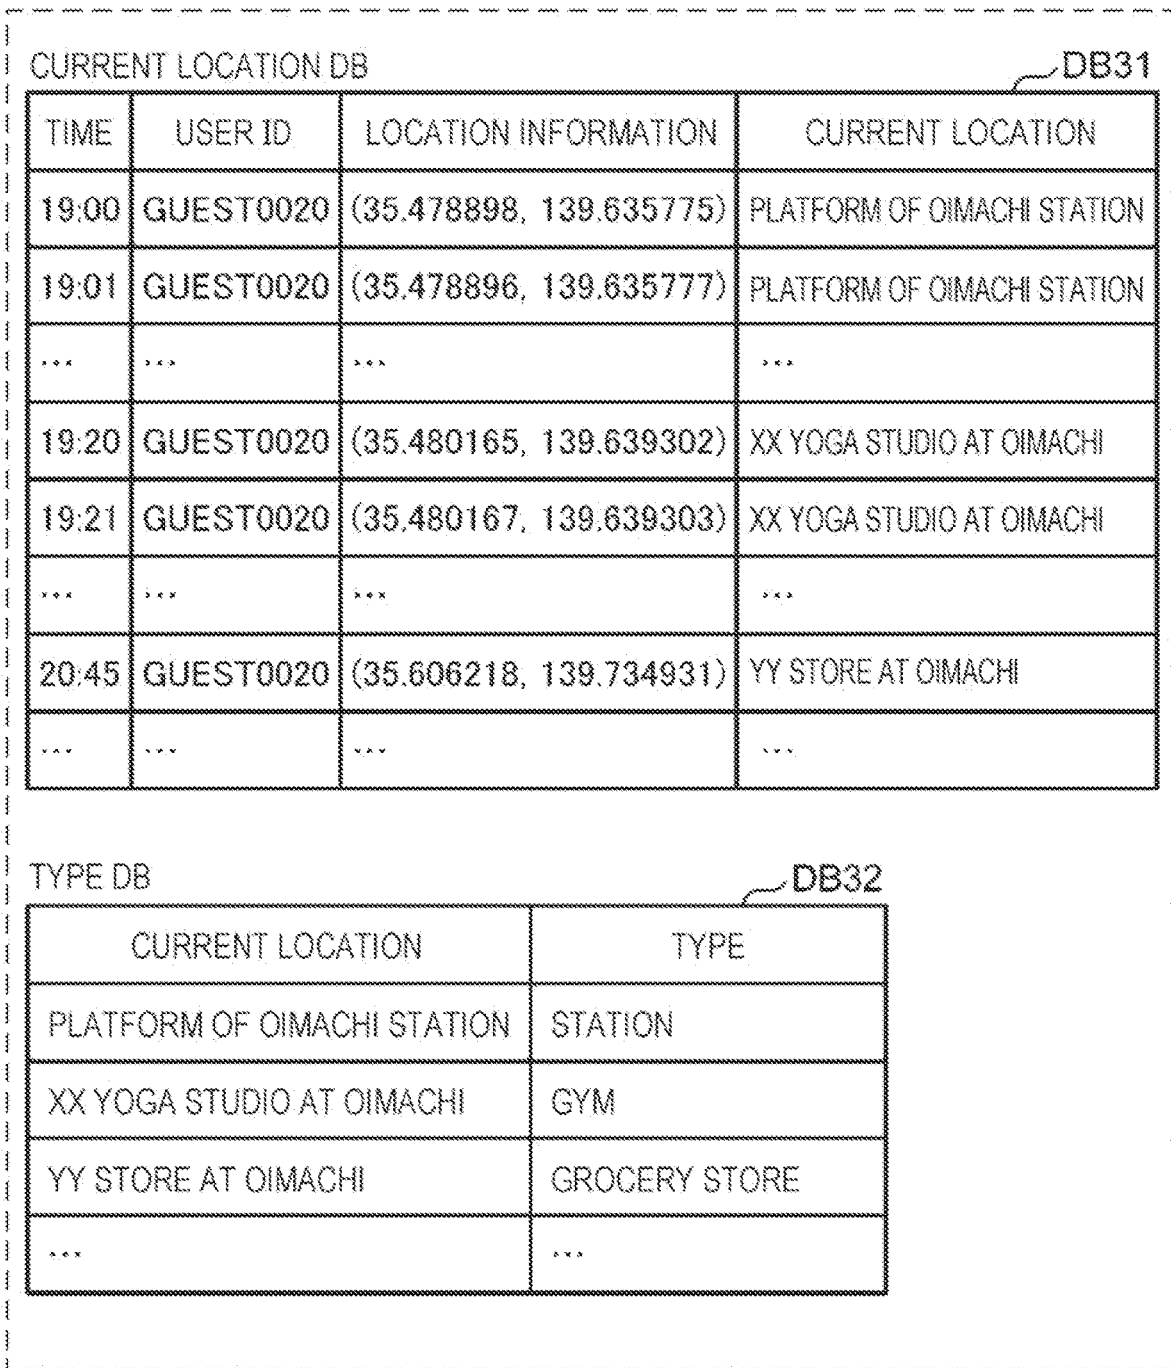 CURRENT LOCATION DB DB31
TIME USER ID LOCATION INFORMATION CURRENT LOCATION
19:00 GUEST0020 (35.478898, 139.635775) PLATFORM OF OIMACHI STATION
19:01 GUEST0020 (35.478896, 139.635777) PLATFORM OF OIMACHI STATION
... ... ... ...
19:20 GUEST0020 (35.480165, 139.639302) XX YOGA STUDIO AT OIMACHI
19:21 GUEST0020 (35.480167, 139.639303) XX YOGA STUDIO AT OIMACHI
... ... ... ...
20:45 GUEST0020 (35.606218, 139.734931) YY STORE AT OIMACHI
... ... ... ...
TYPE DB DB32
CURRENT LOCATION TYPE
PLATFORM OF OIMACHI STATION STATION
XX YOGA STUDIO AT OIMACHI GYM
YY STORE AT OIMACHI GROCERY STORE
... ...